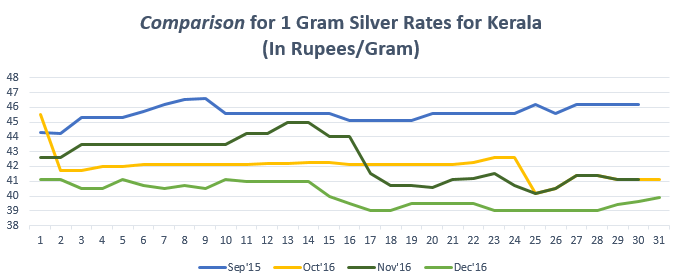 Comparison for 1 Gram Silver Rates for Kerala
(In Rupees/Gram)
48
47
46
45
44
43
42
41
40
39
38
1 2 3 4 5 6 7 8 9 10 11 12 13 14 15 16 17 18 19 20 21 22 23 24 25 26 27 28 29 30 31
Sep'15 Oct'16 Nov'16 Dec'16